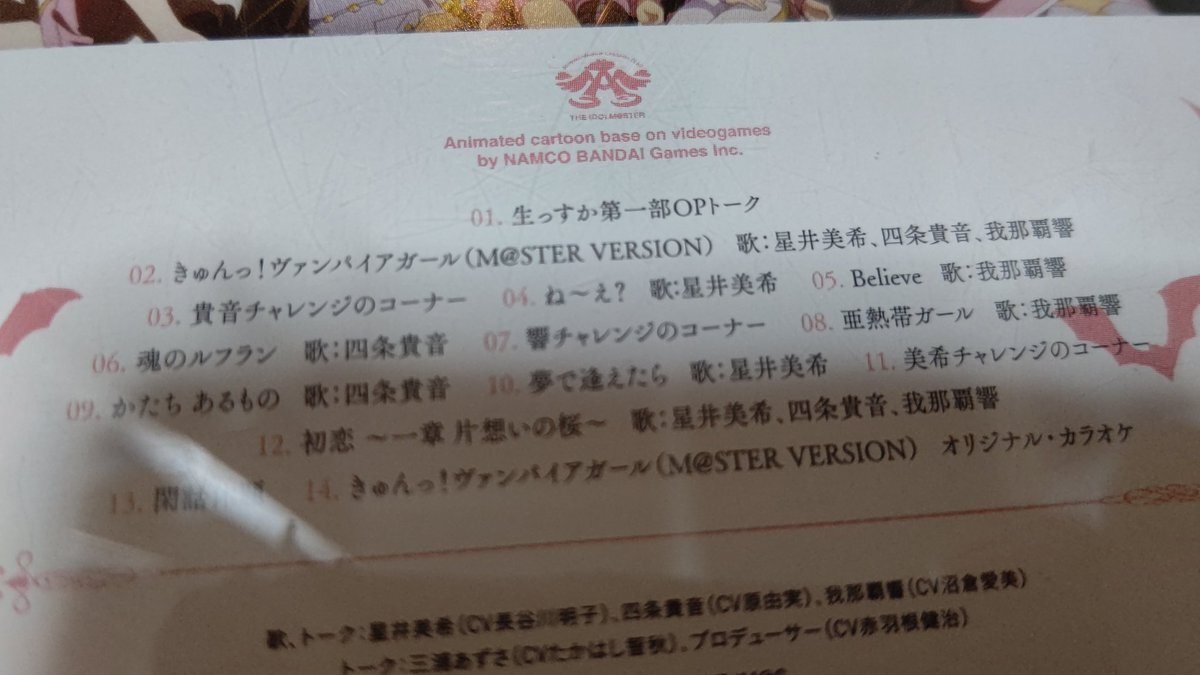 THE IDOLM@STER
Animated cartoon base on videogames
by NAMCO BANDAI Games Inc.
01. 生っすか第一部OPトーク
02. きゅんっ!ヴァンパイアガール(M@STER VERSION) 歌:星井美希、四条貴音、我那覇響
03. 貴音チャレンジのコーナー 04. ね〜え? 歌:星井美希 05. Believe 歌:我那覇響
06. 魂のルフラン 歌:四条貴音 07. 響チャレンジのコーナー 08. 亜熱帯ガール 歌:我那覇響
09. かたち あるもの 歌:四条貴音 10. 夢で逢えたら 歌:星井美希 11. 美希チャレンジのコーナー
12. 初恋 〜一章 片想いの桜〜 歌:星井美希、四条貴音、我那覇響
13. 閑話 14. きゅんっ!ヴァンパイアガール(M@STER VERSION) オリジナル・カラオケ
歌、トーク:星井美希(CV長谷川明子)、四条貴音(CV原由実)、我那覇響(CV沼倉愛美)
トーク:三浦あずさ(CVたかはし智秋)、プロデューサー(CV赤羽根健治)